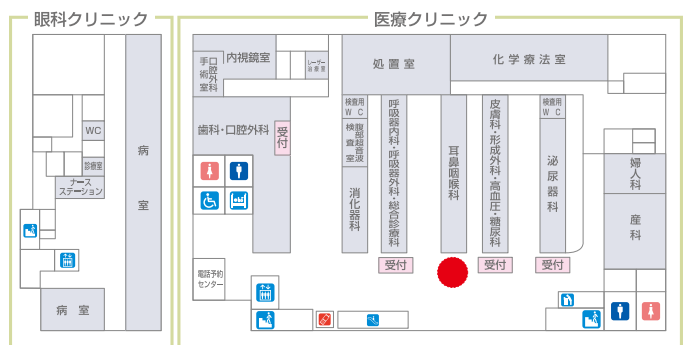 眼科クリニック
医療クリニック
WC
診療室
ナース
ステーション
病室
病室
口腔外科
手術室
内視鏡室
レーザー
治療室
処置室
化学療法室
歯科・口腔外科
受付
検査用
WC
腹部超音波
検査室
消化器科
呼吸器内科・呼吸器外科・総合診療科
受付
耳鼻咽喉科
皮膚科・形成外科・高血圧・糖尿科
受付
検査用
WC
泌尿器科
受付
婦人科
産科
電話予約
センター